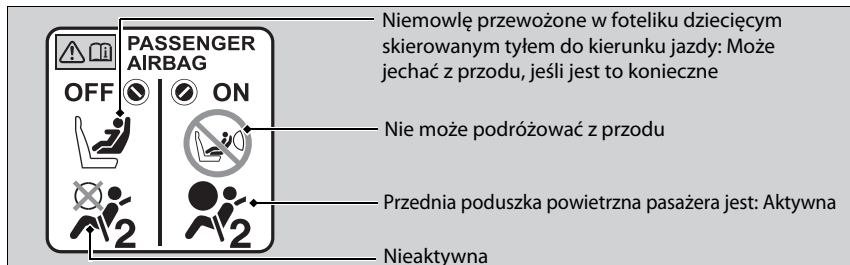 PASSENGER
AIRBAG
OFF
ON
2
2
Niemowlę przewożone w foteliku dziecięcym
skierowanym tyłem do kierunku jazdy: Może
jechać z przodu, jeśli jest to konieczne
Nie może podróżować z przodu
Przednia poduszka powietrzna pasażera jest: Aktywna
Nieaktywna